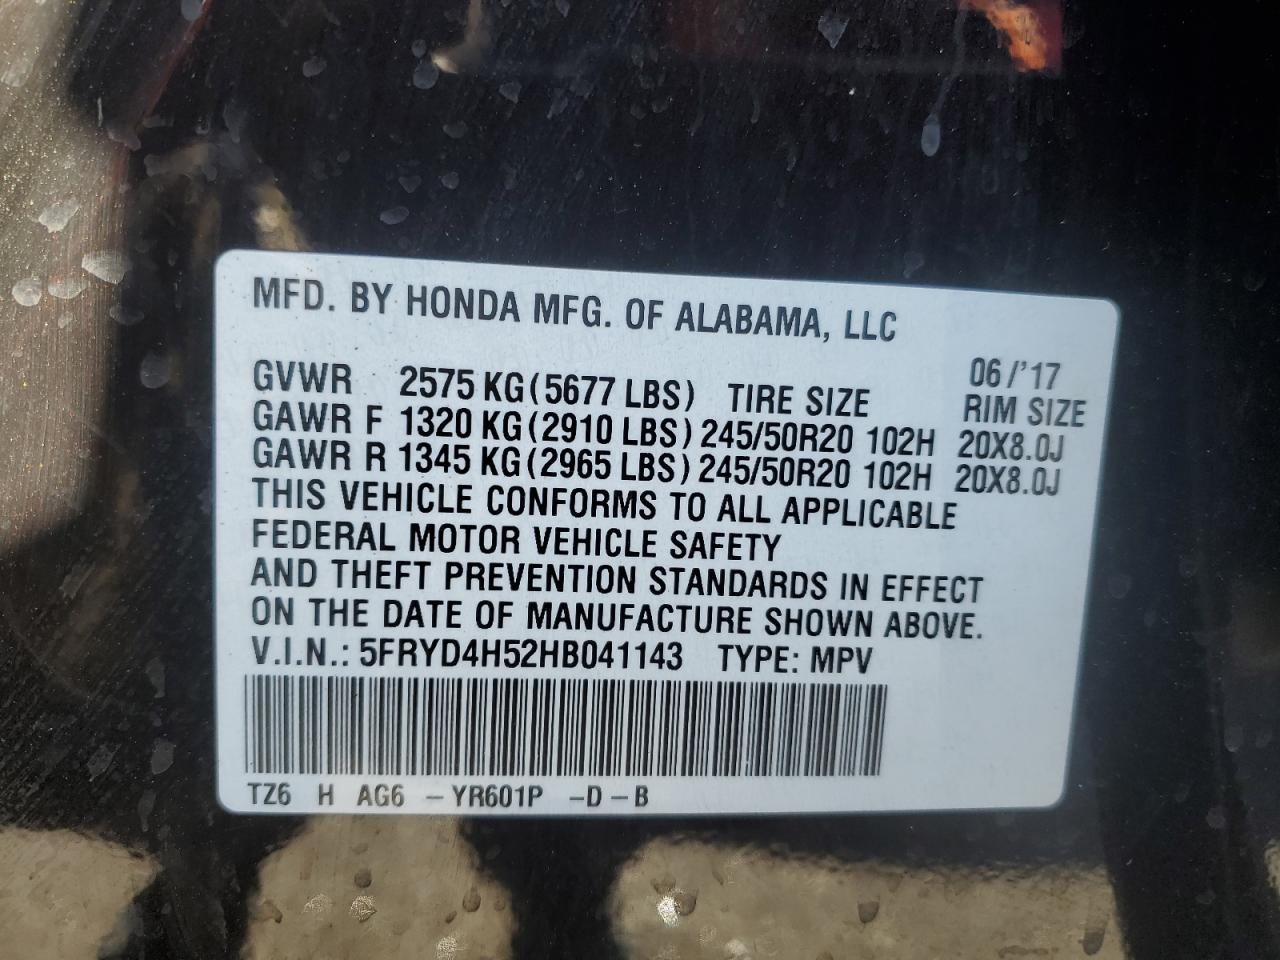 MFD. BY HONDA MFG. OF ALABAMA, LLC
06/'17
GVWR 2575 KG(5677 LBS) TIRE SIZE RIM SIZE
GAWR F 1320 KG(2910 LBS) 245/50R20 102H 20X8.0J
GAWR R 1345 KG(2965 LBS) 245/50R20 102H 20X8.0J
THIS VEHICLE CONFORMS TO ALL APPLICABLE
FEDERAL MOTOR VEHICLE SAFETY
AND THEFT PREVENTION STANDARDS IN EFFECT
ON THE DATE OF MANUFACTURE SHOWN ABOVE.
V.I.N.: 5FRYD4H52HB041143 TYPE: MPV
TZ6 H AG6 -YR601P -D-B